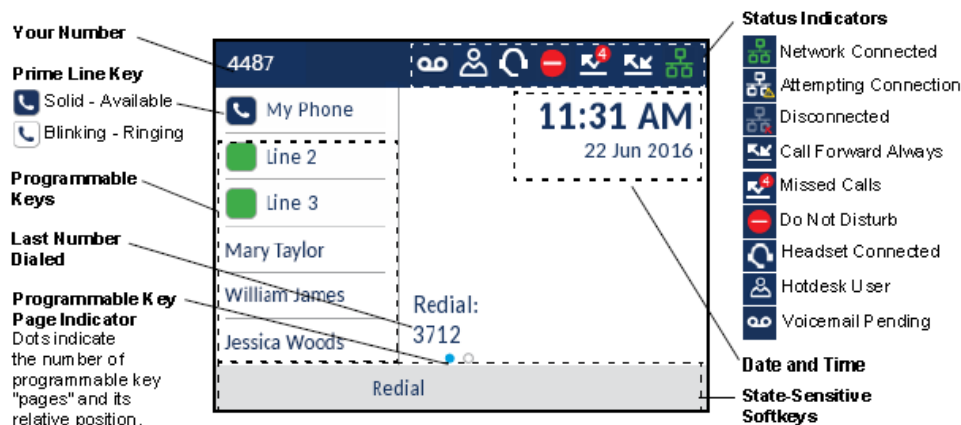 Your Number
Prime Line Key
Solid - Available
Blinking - Ringing
Programmable
Keys
Last Number
Dialed
Programmable Key
Page Indicator
Dots indicate
the number of
programmable key
"pages" and its
relative position.
4487
4
My Phone
Line 2
Line 3
Mary Taylor
William James
Jessica Woods
11:31 AM
22 Jun 2016
Redial:
3712
Redial
Status Indicators
Network Connected
Attempting Connection
Disconnected
Call Forward Always
4
Missed Calls
Do Not Disturb
Headset Connected
Hotdesk User
Voicemail Pending
Date and Time
State-Sensitive
Softkeys